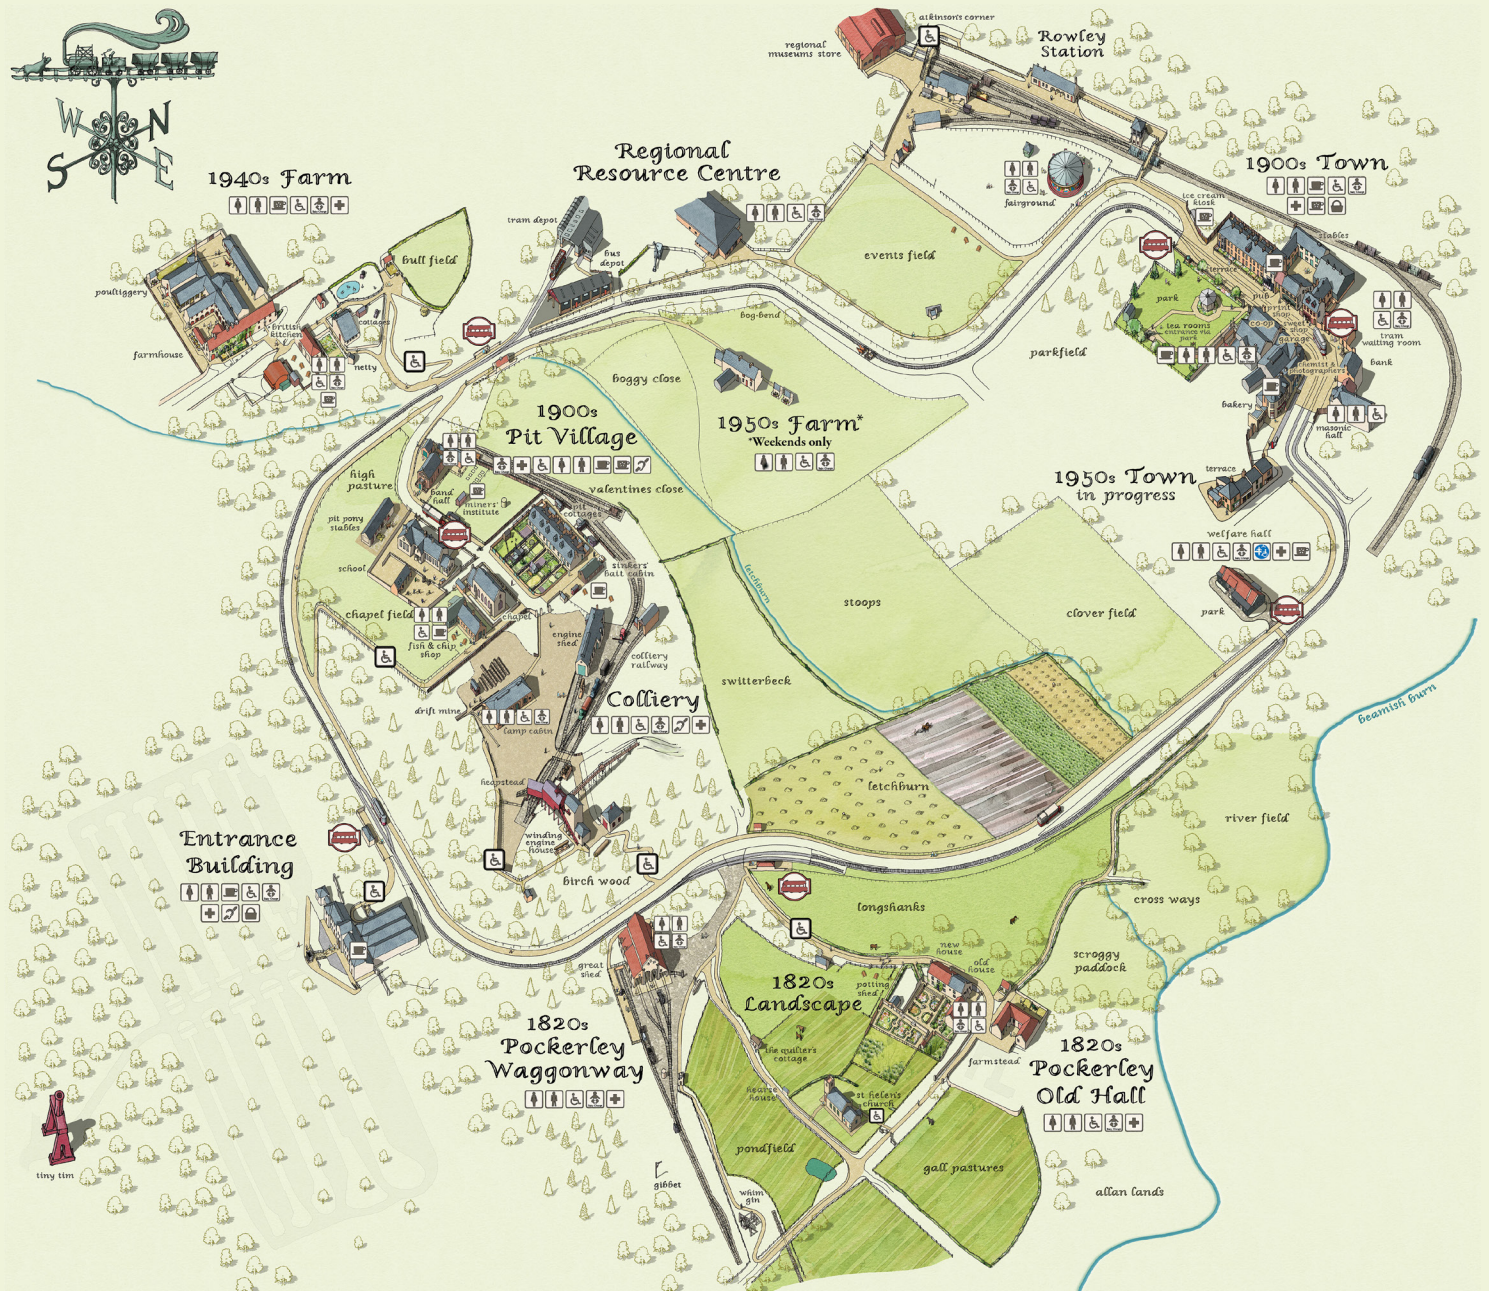 W N
S E
atkinson's corner
regional
museums store
Rowley
Station
1940s Farm
Regional
Resource Centre
1900s Town
fairground
ice cream
kiosk
stables
tram depot
bus
depot
events field
terrace
bull field
poultiggery
park
pub
co-op
sweet
shop
garage
tea rooms
entrance via
park
tram
waiting room
cottages
british
kitchen
farmhouse
netty
bog-bend
parkfield
bank
chemist &
photographers
bakery
masonic
hall
boggy close
1950s Farm*
*Weekends only
1900s
Pit Village
high
pasture
band
hall
miners'
institute
valentines close
pit
cottages
1950s Town
in progress
terrace
pit pony
stables
school
welfare hall
sinkers'
bait cabin
letchburn
stoops
clover field
park
chapel field
chapel
fish & chip
shop
engine
shed
colliery
railway
switterbeck
drift mine
lamp cabin
Colliery
beamish burn
heapstead
letchburn
river field
winding
engine
house
birch wood
Entrance
Building
longshanks
cross ways
great
shed
1820s
Landscape
potting
shed
new
house
old
house
scroggy
paddock
1820s
Pockerley
Waggonway
the quilter's
cottage
farmstead
1820s
Pockerley
Old Hall
hearse
house
st helen's
church
tiny tim
gibbet
pondfield
gall pastures
whim
gin
allan lands